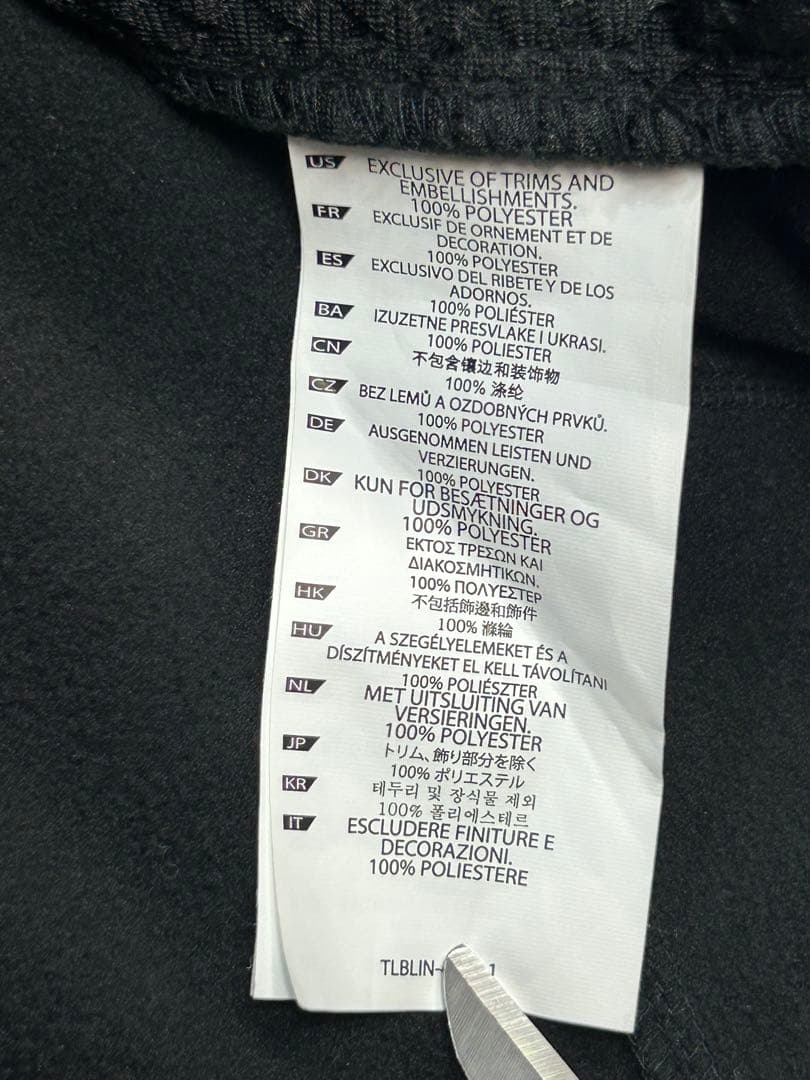 US EXCLUSIVE OF TRIMS AND
EMBELLISHMENTS.
100% POLYESTER
FR EXCLUSIF DE ORNEMENT ET DE
DECORATION.
100% POLYESTER
ES EXCLUSIVO DEL RIBETE Y DE LOS
ADORNOS.
100% POLIÉSTER
BA IZUZETNE PRESVLAKE I UKRASI.
100% POLIESTER
CN 不包含镶边和装饰物
100% 涤纶
CZ BEZ LEMŮ A OZDOBNÝCH PRVKŮ.
100% POLYESTER
DE AUSGENOMMEN LEISTEN UND
VERZIERUNGEN.
100% POLYESTER
DK KUN FOR BESÆTNINGER OG
UDSMYKNING.
100% POLYESTER
GR ΕΚΤΟΣ ΤΡΕΣΩΝ ΚΑΙ
ΔΙΑΚΟΣΜΗΤΙΚΩΝ.
100% ΠΟΛΥΕΣΤΕΡ
HK 不包括飾邊和飾件
100% 滌綸
HU A SZEGÉLYELEMEKET ÉS A
DÍSZÍTMÉNYEKET EL KELL TÁVOLÍTANI
100% POLIÉSZTER
NL MET UITSLUITING VAN
VERSIERINGEN.
100% POLYESTER
JP トリム、飾り部分を除く
100% ポリエステル
KR 테두리 및 장식물 제외
100% 폴리에스테르
IT ESCLUDERE FINITURE E
DECORAZIONI.
100% POLIESTERE
TLBLIN- 1